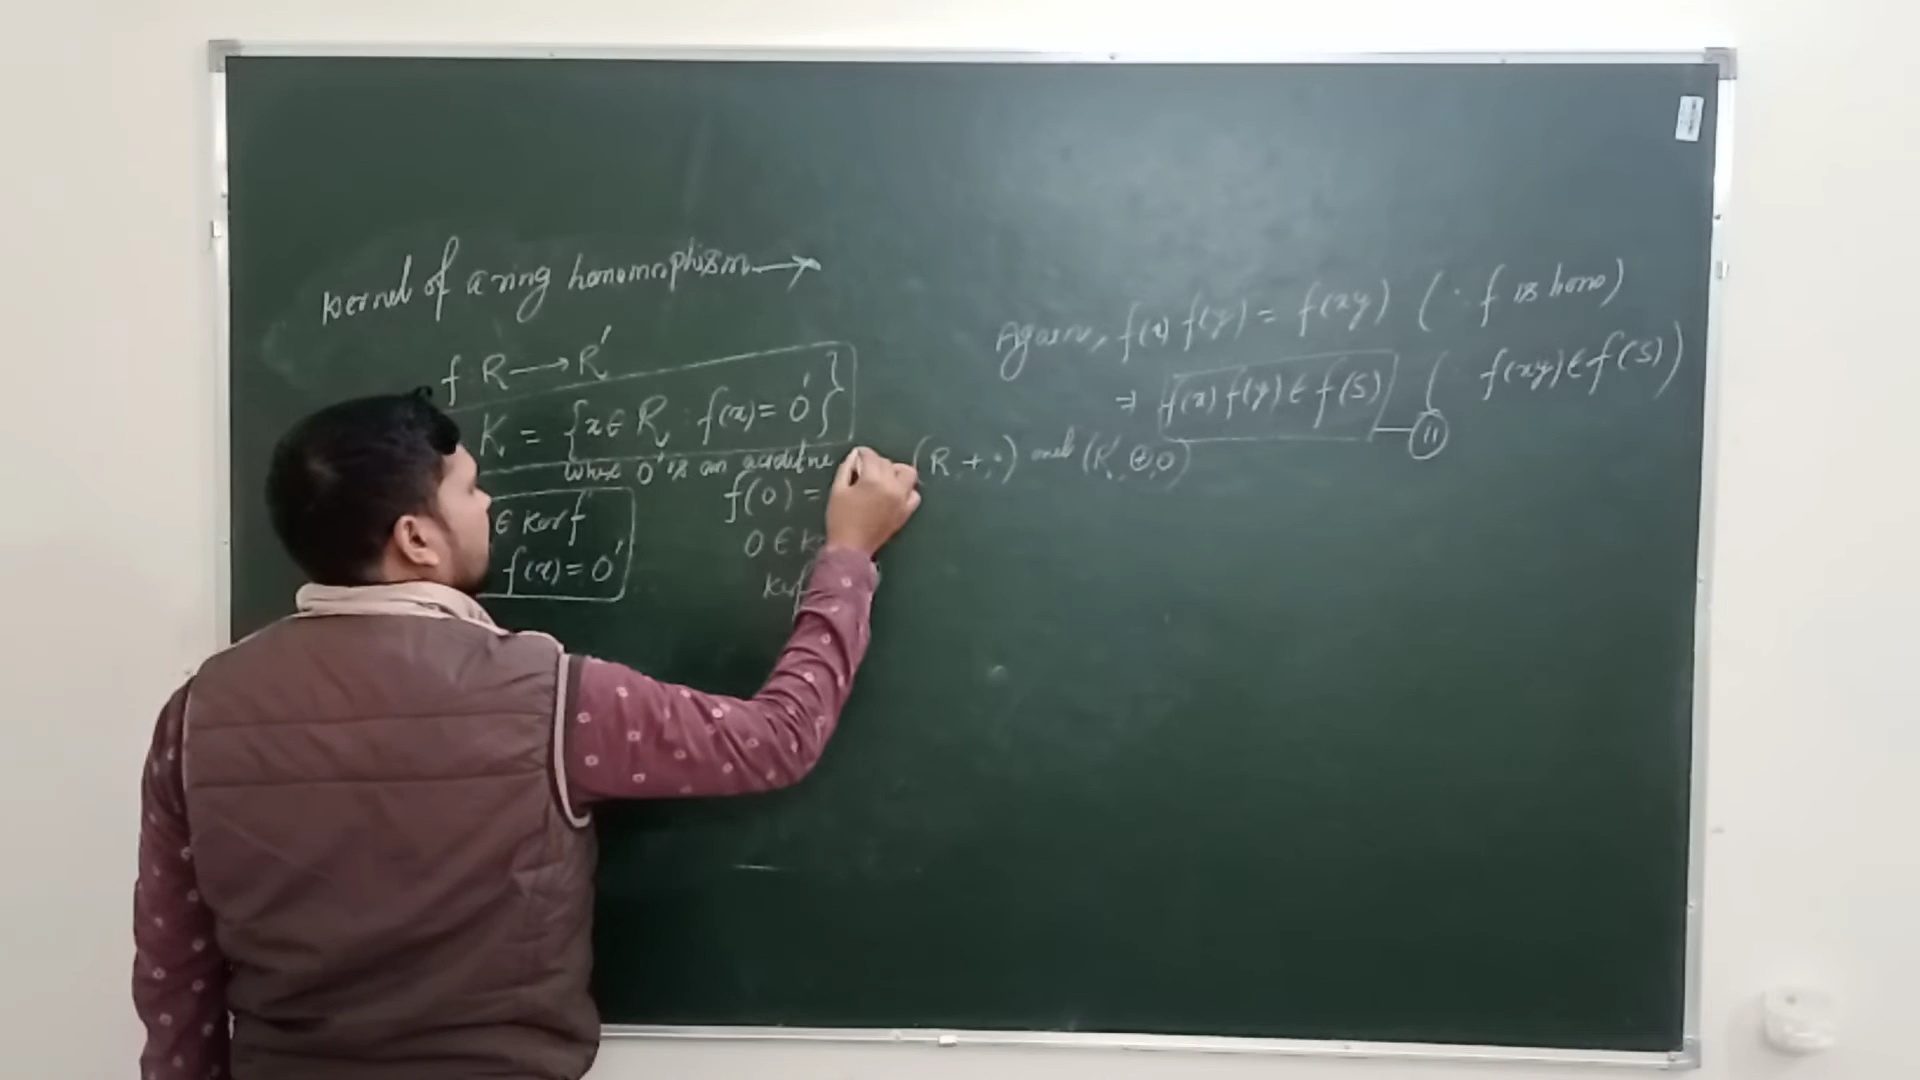 Kernel of a ring homomorphism →
f: R → R'
K = {x ∈ R : f(x) = 0'}
where 0' is an additive
(R, +, ·) and (R', ⊕, ⊙)
∈ Ker f
f(x) = 0'
f(0) =
0 ∈ K
Ker
Again, f(x) f(y) = f(xy) (∵ f is homo)
⇒ f(x) f(y) ∈ f(S) ( f(xy) ∈ f(S))
(11)